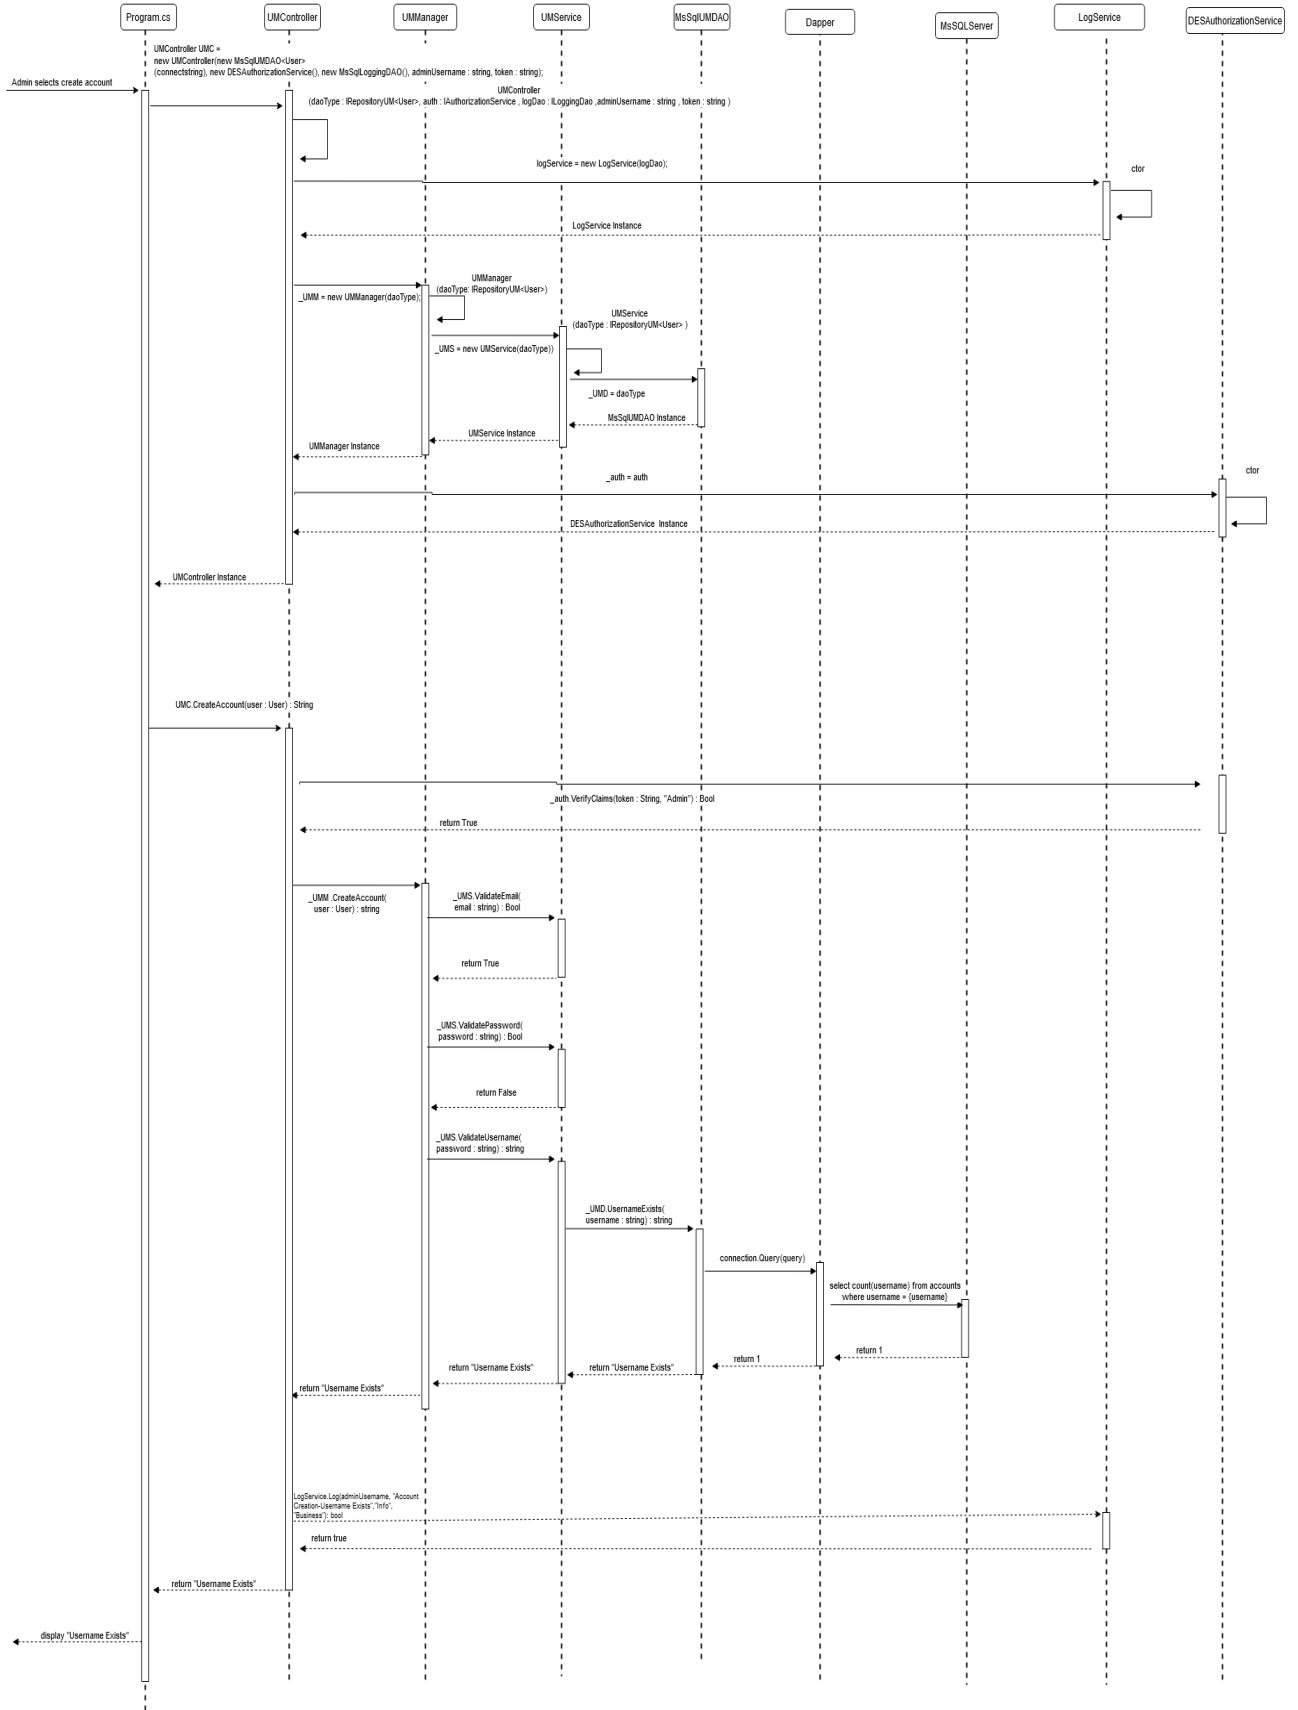 Program.cs
UMController
UMManager
UMService
MsSqlUMDAO
Dapper
MsSQLServer
LogService
DESAuthorizationService
UMController UMC =
new UMController(new MsSqlUMDAO<User>
(connectstring), new DESAuthorizationService(), new MsSqlLoggingDAO(), adminUsername : string, token : string);
Admin selects create account
UMController
(daoType : IRepositoryUM<User>, auth : IAuthorizationService , logDao : ILoggingDao ,adminUsername : string , token : string )
logService = new LogService(logDao);
ctor
LogService Instance
UMManager
(daoType: IRepositoryUM<User>)
_UMM = new UMManager(daoType);
UMService
(daoType : IRepositoryUM<User> )
_UMS = new UMService(daoType))
_UMD = daoType
MsSqlUMDAO Instance
UMService Instance
UMManager Instance
ctor
_auth = auth
DESAuthorizationService  Instance
UMController Instance
UMC.CreateAccount(user : User) : String
_auth.VerifyClaims(token : String, "Admin") : Bool
return True
_UMM .CreateAccount(
user : User) : string
_UMS.ValidateEmail(
email : string) : Bool
return True
_UMS.ValidatePassword(
password : string) : Bool
return False
_UMS.ValidateUsername(
password : string) : string
_UMD.UsernameExists(
username : string) : string
connection.Query(query)
select count(username) from accounts
where username = {username}
return 1
return 1
return "Username Exists"
return "Username Exists"
return "Username Exists"
LogService.Log(adminUsername, "Account
Creation-Username Exists","Info",
"Business"): bool
return true
return "Username Exists"
display "Username Exists"